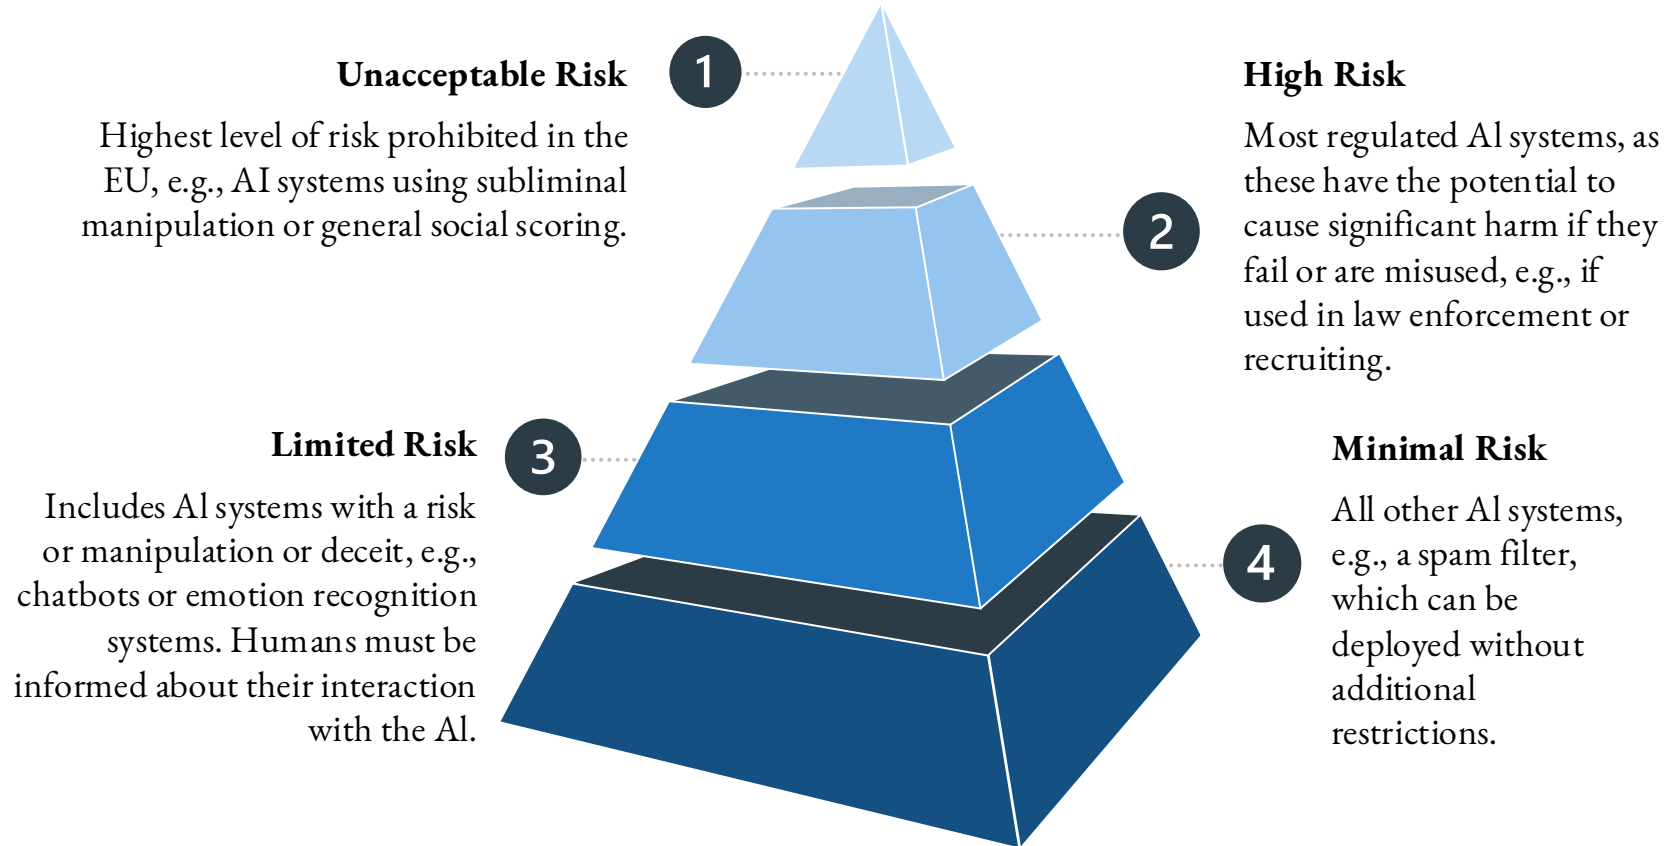 Unacceptable Risk
1
Highest level of risk prohibited in the
EU, e.g., AI systems using subliminal
manipulation or general social scoring.
High Risk
2
Most regulated Al systems, as
these have the potential to
cause significant harm if they
fail or are misused, e.g., if
used in law enforcement or
recruiting.
Limited Risk
3
Includes Al systems with a risk
or manipulation or deceit, e.g.,
chatbots or emotion recognition
systems. Humans must be
informed about their interaction
with the Al.
Minimal Risk
4
All other Al systems,
e.g., a spam filter,
which can be
deployed without
additional
restrictions.